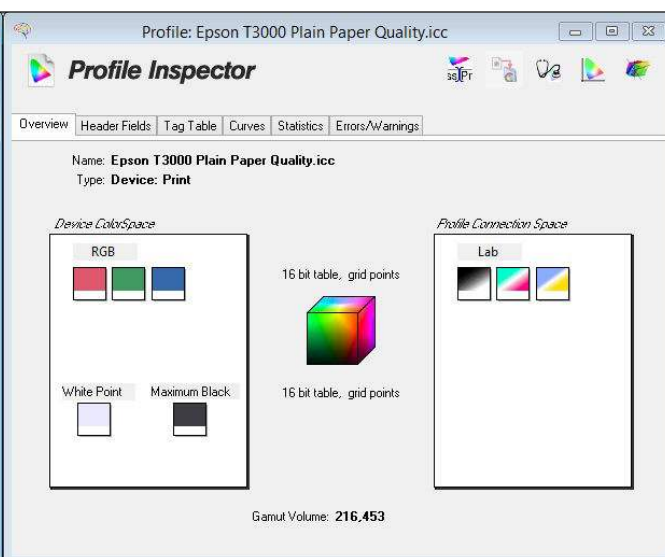 Profile: Epson T3000 Plain Paper Quality.icc
Profile Inspector
Overview Header Fields Tag Table Curves Statistics Errors/Warnings
Name: Epson T3000 Plain Paper Quality.icc
Type: Device: Print
Device ColorSpace
Profile Connection Space
RGB
Lab
16 bit table, grid points
White Point Maximum Black
16 bit table, grid points
Gamut Volume: 216,453